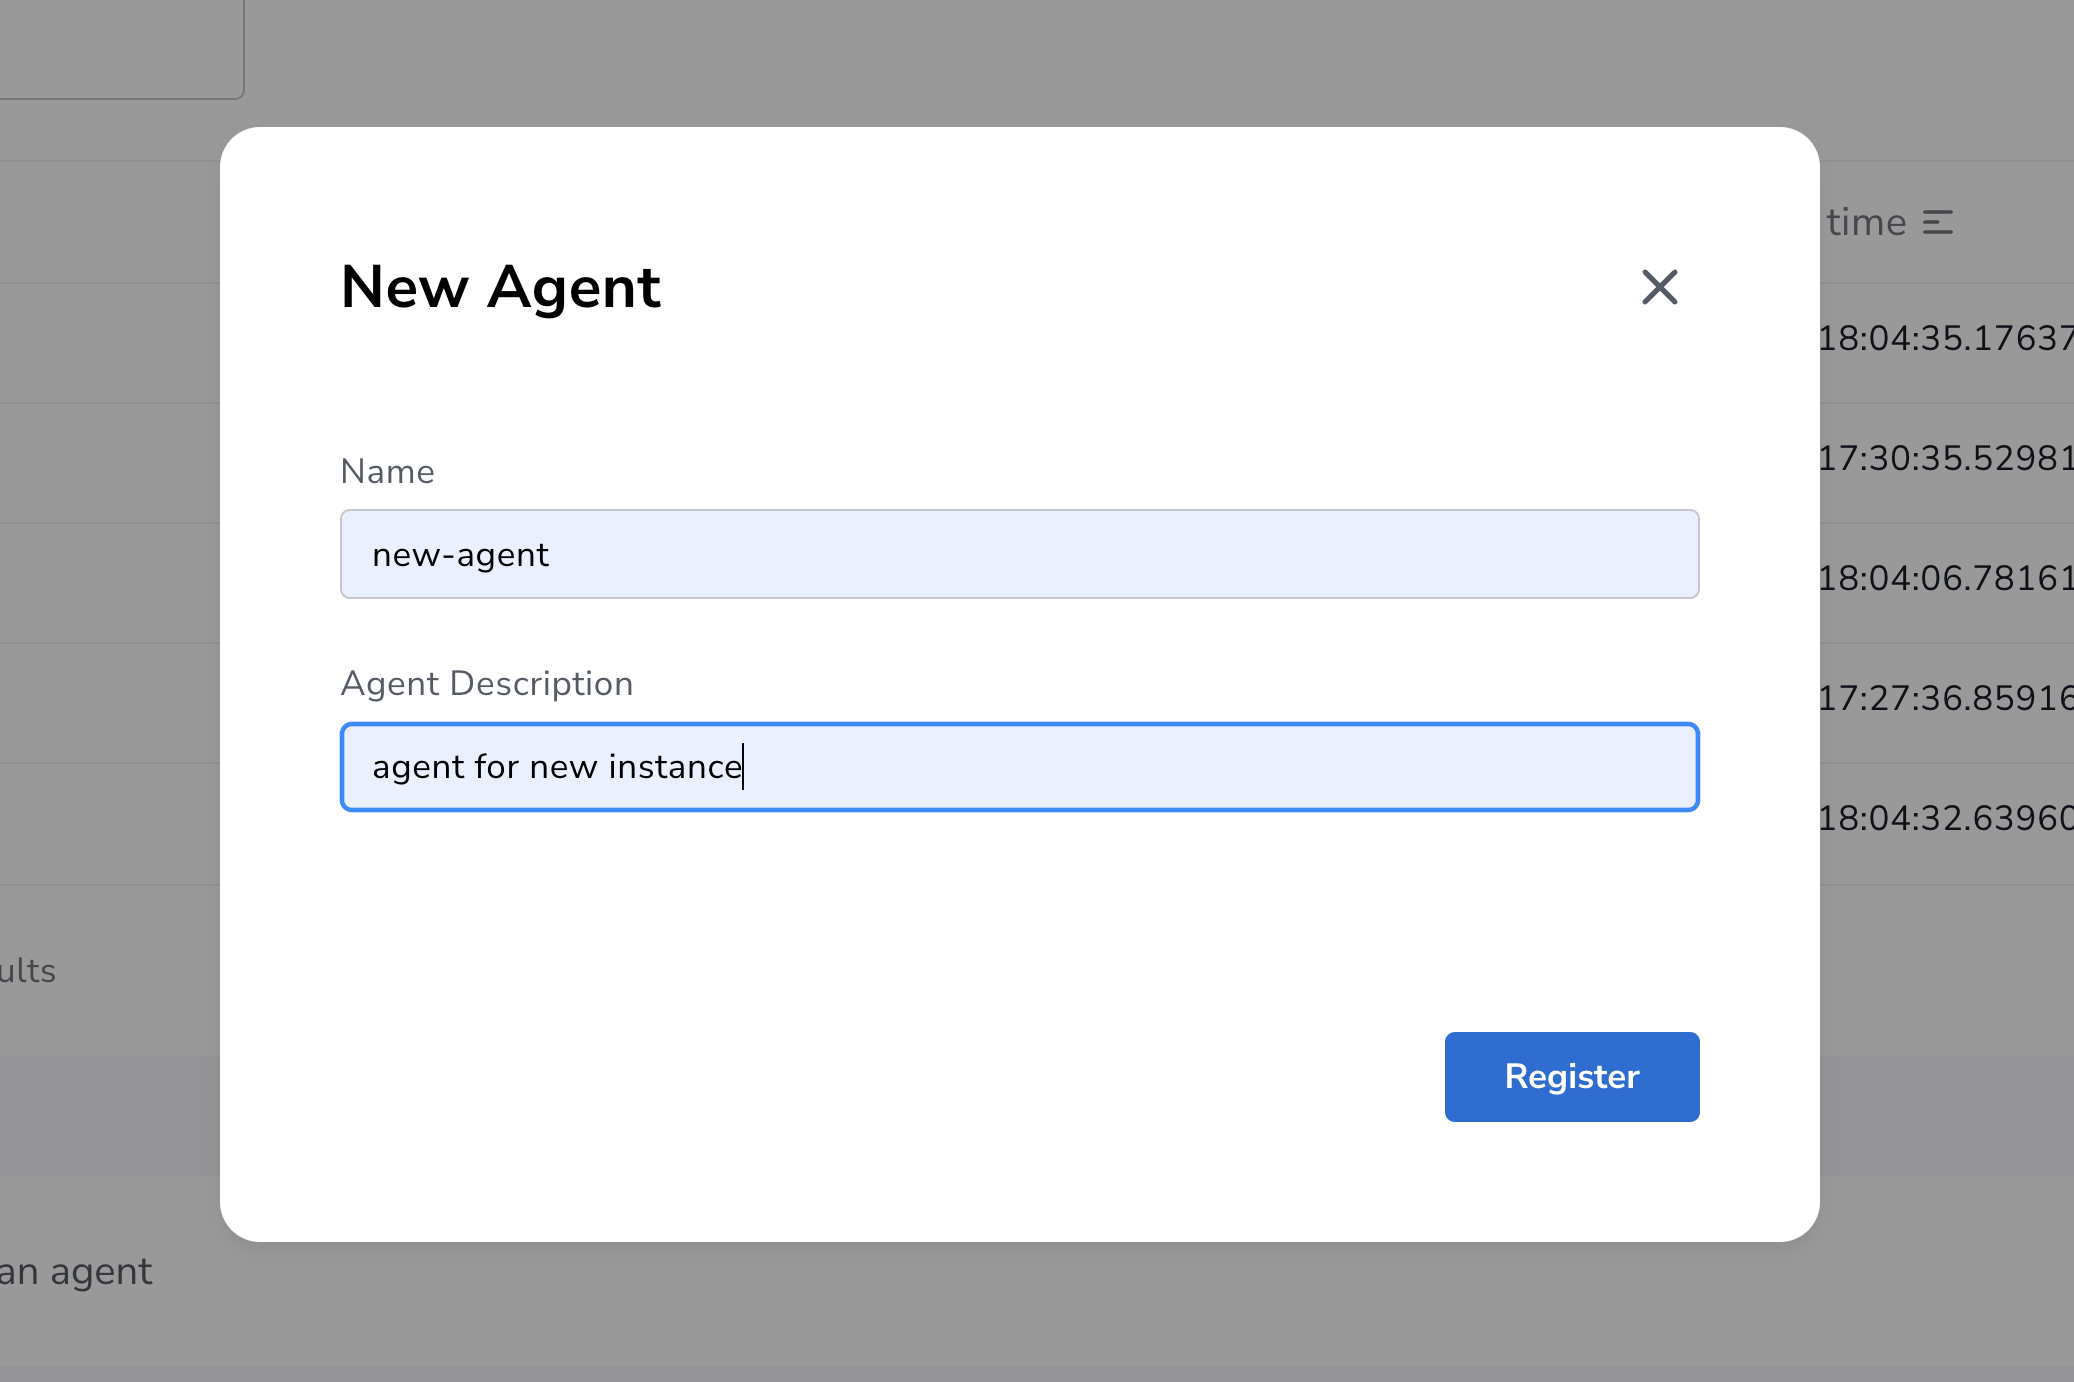 time
New Agent
18:04:35.17637
Name
17:30:35.52981
new-agent
18:04:06.78161
Agent Description
17:27:36.85916
agent for new instance
18:04:32.63960
ults
Register
an agent